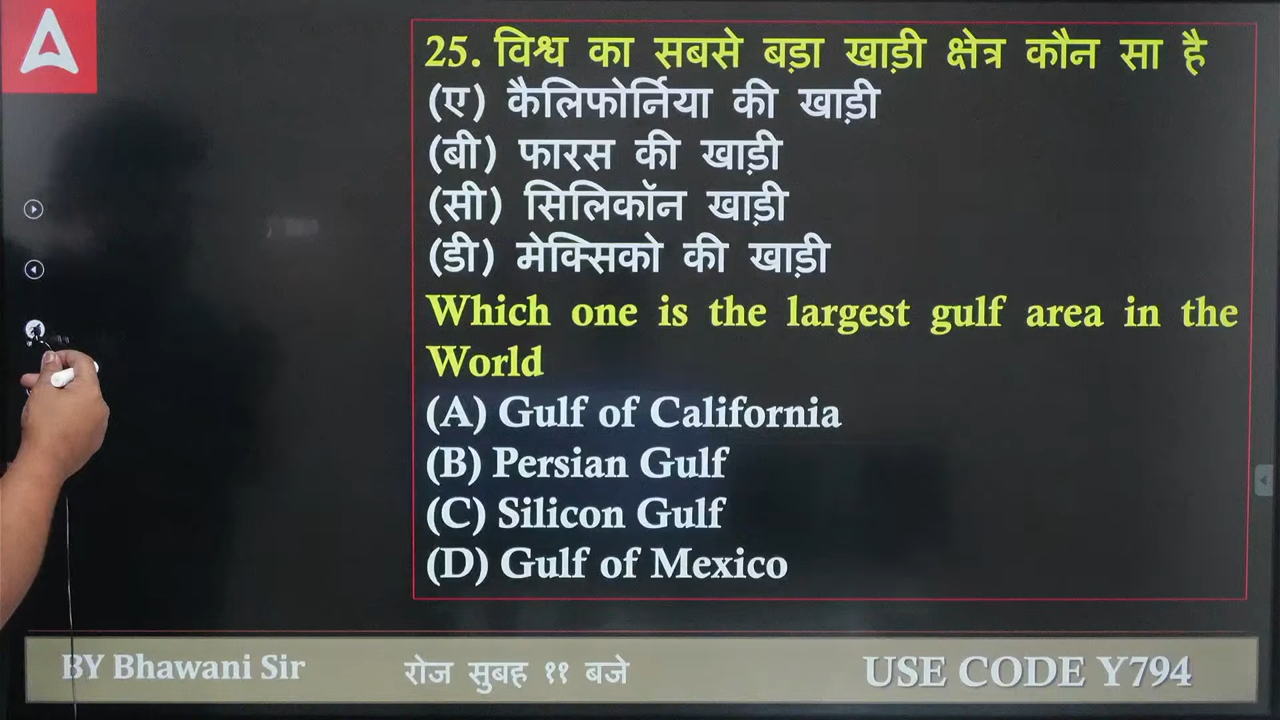 25. विश्व का सबसे बड़ा खाड़ी क्षेत्र कौन सा है
(ए) कैलिफोर्निया की खाड़ी
(बी) फारस की खाड़ी
(सी) सिलिकॉन खाड़ी
(डी) मेक्सिको की खाड़ी
Which one is the largest gulf area in the
World
(A) Gulf of California
(B) Persian Gulf
(C) Silicon Gulf
(D) Gulf of Mexico
BY Bhawani Sir रोज सुबह ११ बजे USE CODE Y794